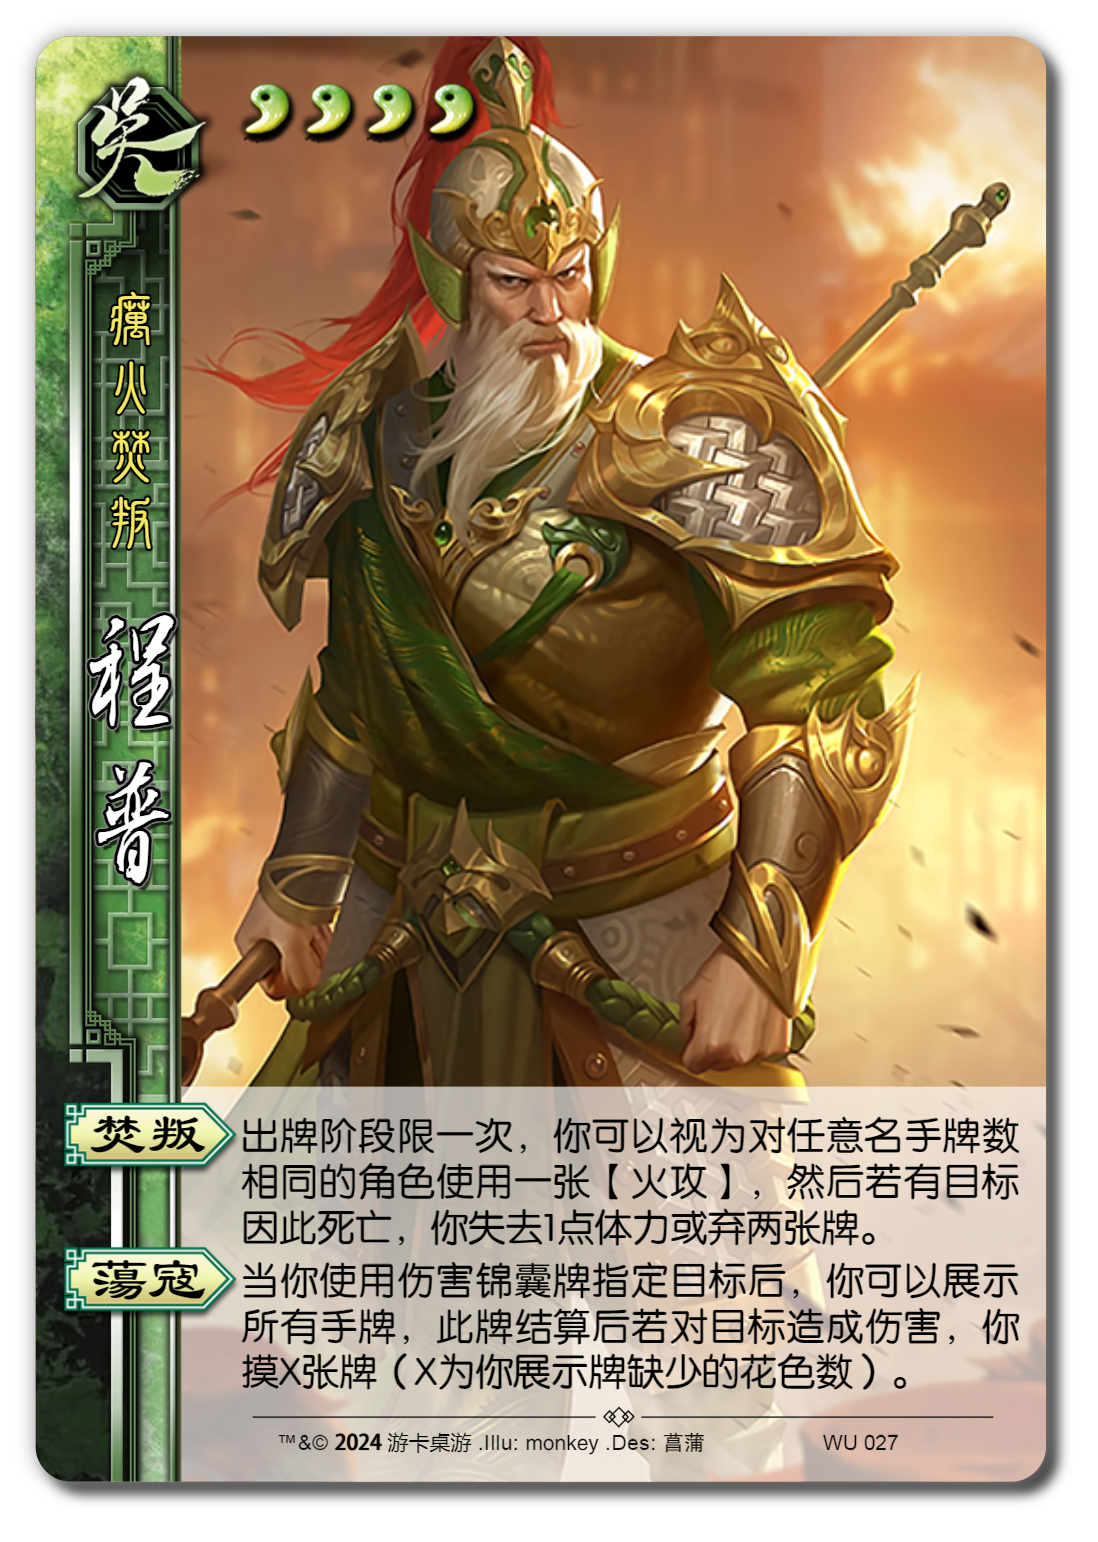 吴
癘火焚叛
程普
焚叛
出牌阶段限一次，你可以视为对任意名手牌数
相同的角色使用一张【火攻】，然后若有目标
因此死亡，你失去1点体力或弃两张牌。
蕩寇
当你使用伤害锦囊牌指定目标后，你可以展示
所有手牌，此牌结算后若对目标造成伤害，你
摸X张牌（X为你展示牌缺少的花色数）。
™&© 2024 游卡桌游 .Illu: monkey .Des: 菖蒲 WU 027